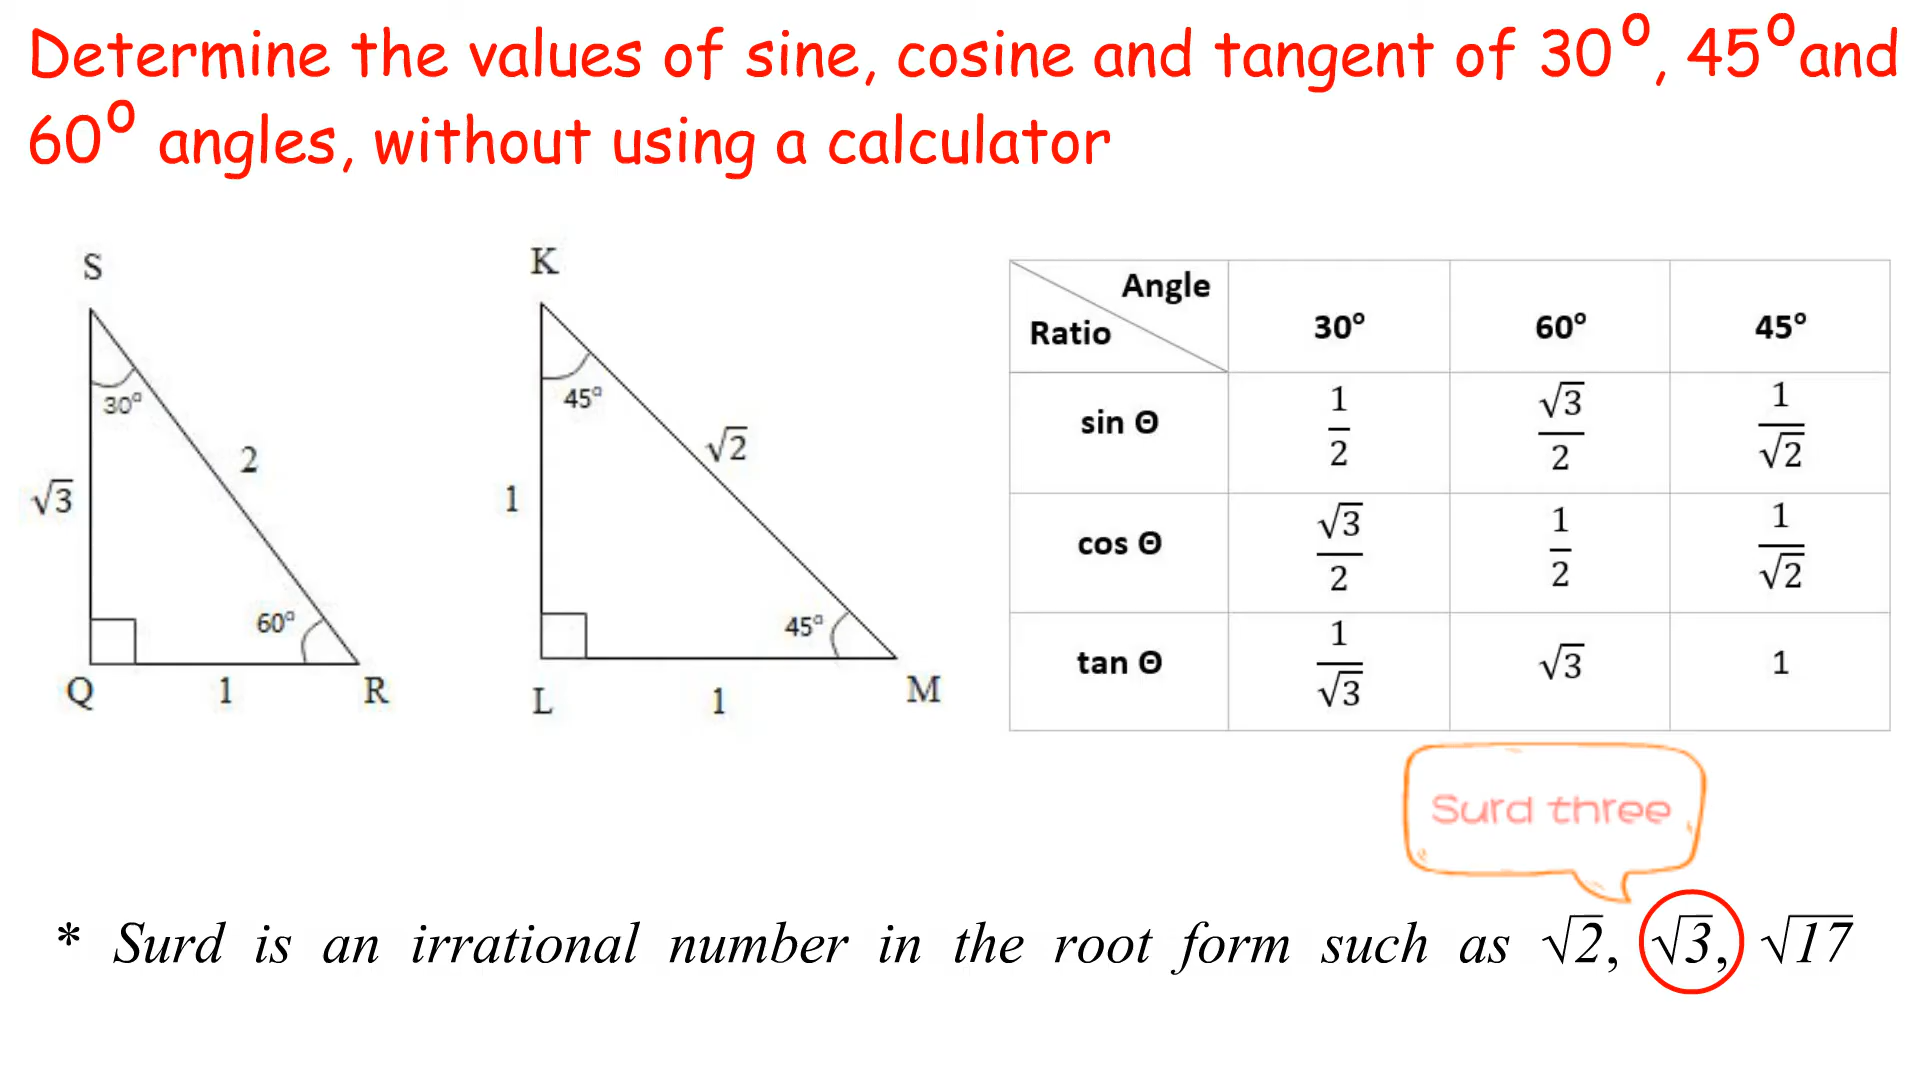 Determine the values of sine, cosine and tangent of 30°, 45° and
60° angles, without using a calculator
S
30°
2
√3
60°
Q
1
R
K
45°
√2
1
45°
L
1
M
Angle
Ratio
30° 60° 45°
sin Θ 1/2 √3/2 1/√2
cos Θ √3/2 1/2 1/√2
tan Θ 1/√3 √3 1
Surd three
* Surd is an irrational number in the root form such as √2, √3, √17